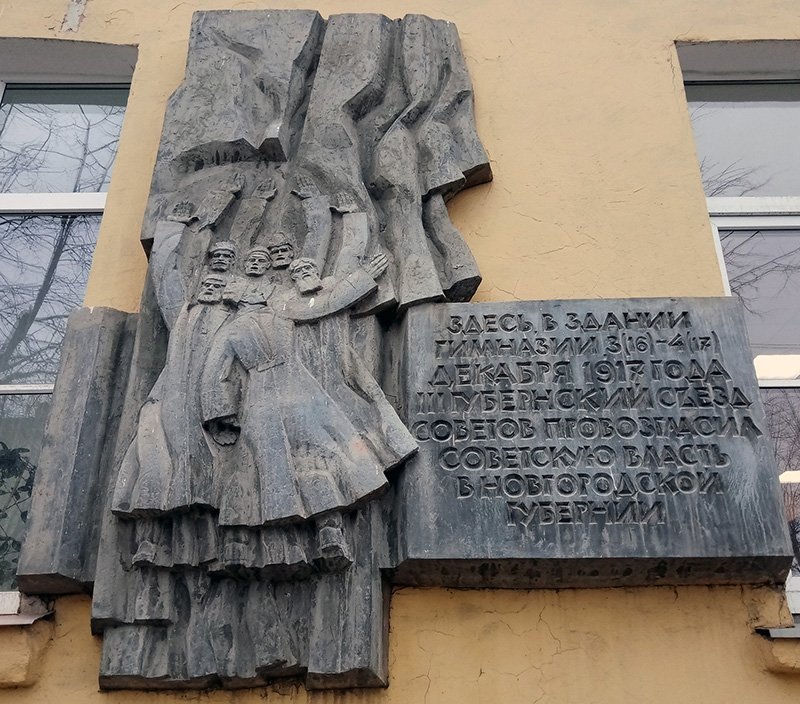 ЗДЕСЬ, В ЗДАНИИ
ГИМНАЗИИ 3(16)-4(17)
ДЕКАБРЯ 1917 ГОДА
III ГУБЕРНСКИЙ СЪЕЗД
СОВЕТОВ ПРОВОЗГЛАСИЛ
СОВЕТСКУЮ ВЛАСТЬ
В НОВГОРОДСКОЙ
ГУБЕРНИИ